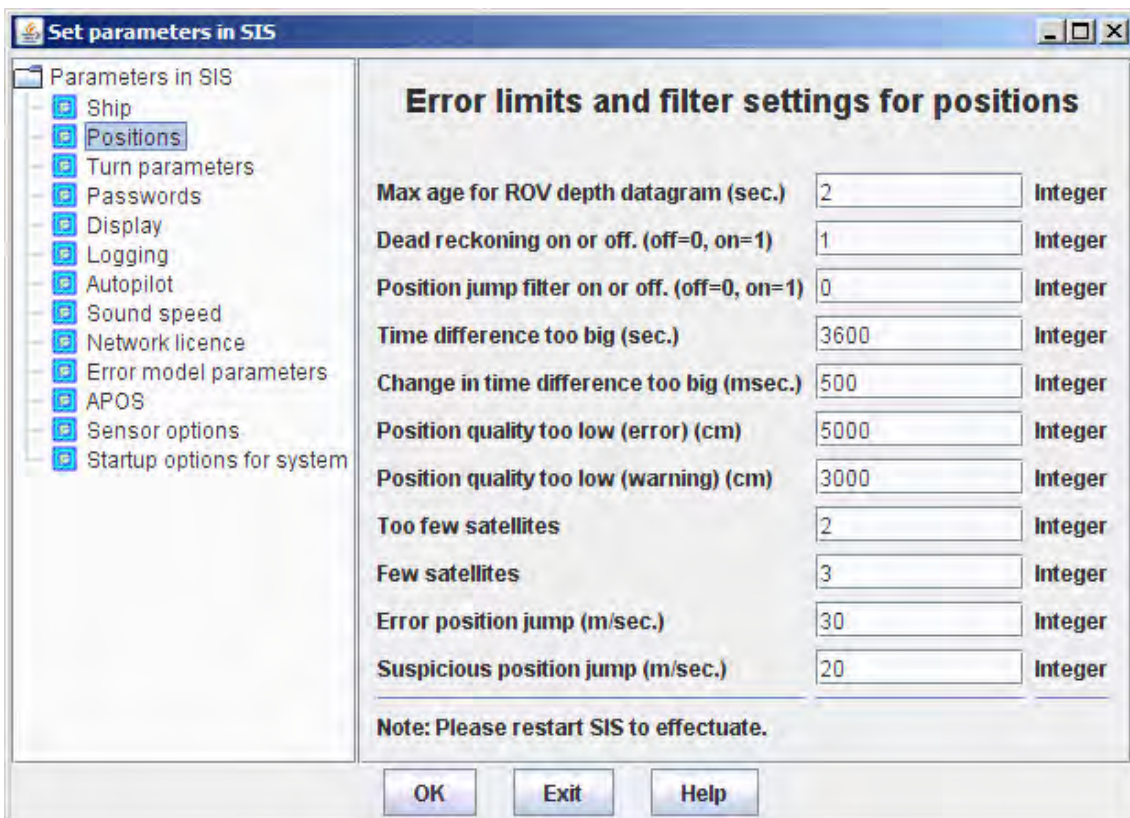 Set parameters in SIS
Parameters in SIS
Ship
Positions
Turn parameters
Passwords
Display
Logging
Autopilot
Sound speed
Network licence
Error model parameters
APOS
Sensor options
Startup options for system
Error limits and filter settings for positions
Max age for ROV depth datagram (sec.) 2 Integer
Dead reckoning on or off. (off=0, on=1) 1 Integer
Position jump filter on or off. (off=0, on=1) 0 Integer
Time difference too big (sec.) 3600 Integer
Change in time difference too big (msec.) 500 Integer
Position quality too low (error) (cm) 5000 Integer
Position quality too low (warning) (cm) 3000 Integer
Too few satellites 2 Integer
Few satellites 3 Integer
Error position jump (m/sec.) 30 Integer
Suspicious position jump (m/sec.) 20 Integer
Note: Please restart SIS to effectuate.
OK Exit Help